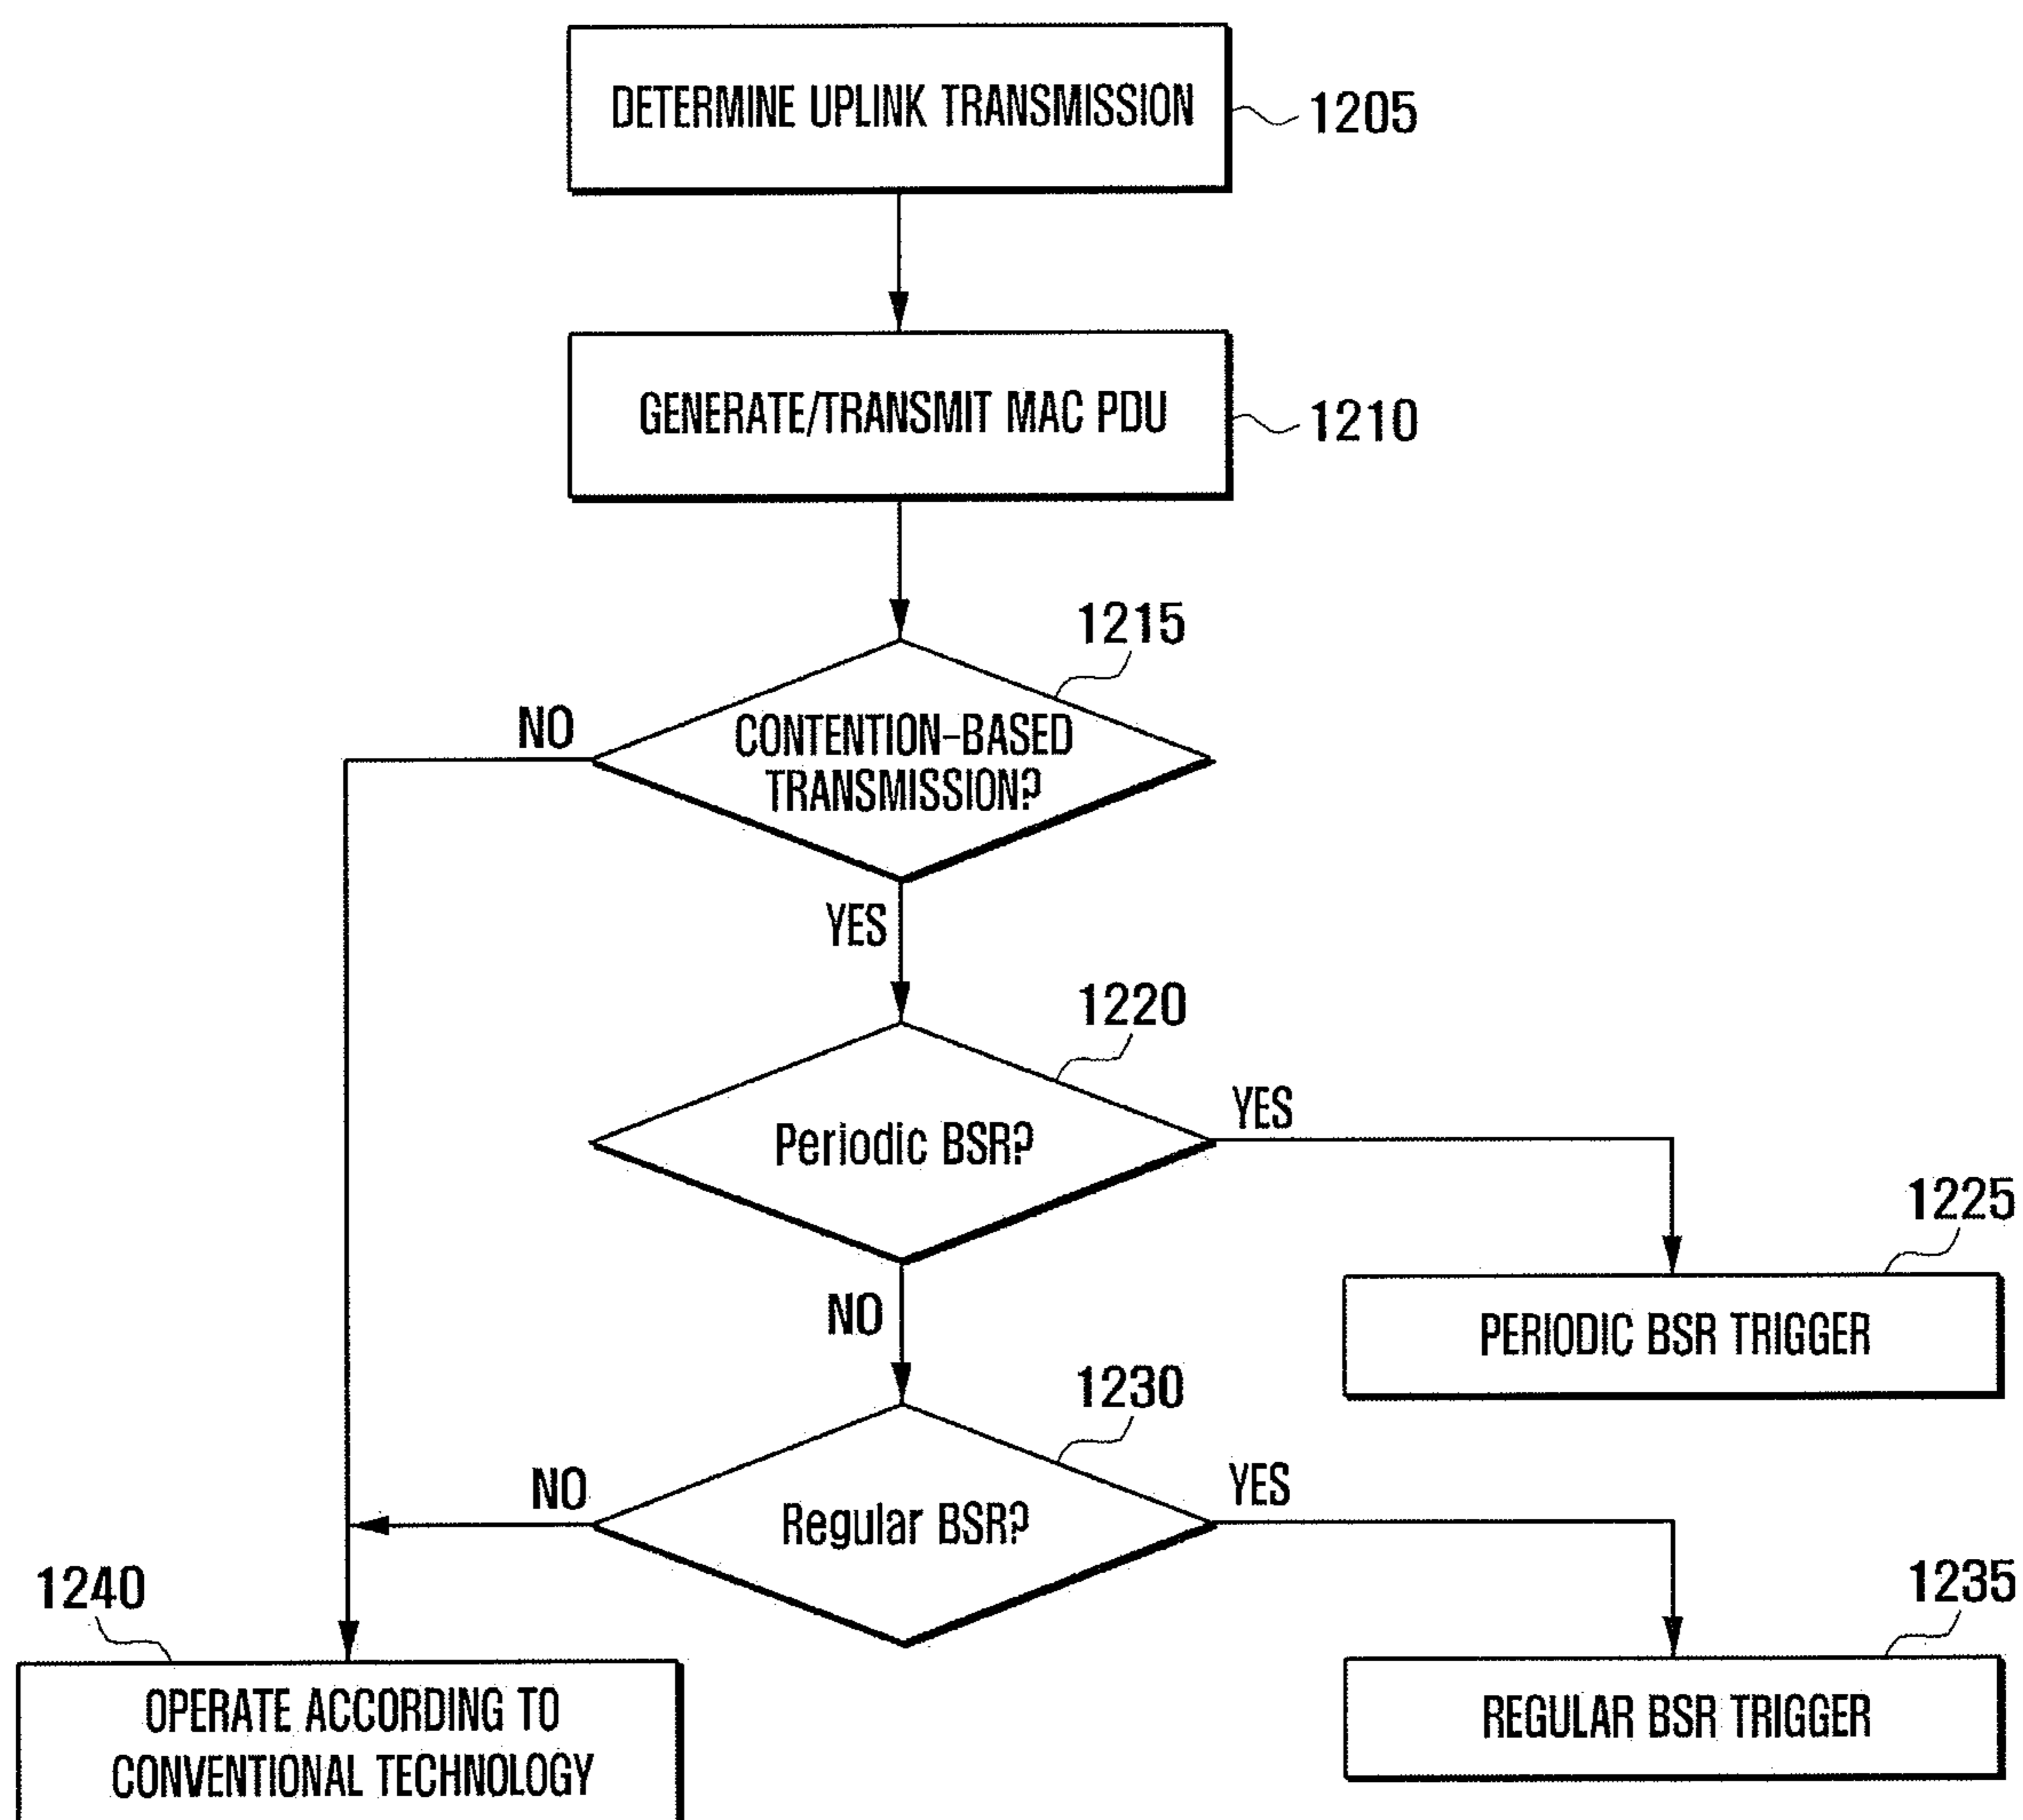 DETERMINE UPLINK TRANSMISSION
1205
GENERATE/TRANSMIT MAC PDU
1210
1215
NO
CONTENTION-BASED
TRANSMISSION?
YES
1220
YES
Periodic BSR?
1225
PERIODIC BSR TRIGGER
NO
1230
NO
YES
Regular BSR?
1240
1235
OPERATE ACCORDING TO
CONVENTIONAL TECHNOLOGY
REGULAR BSR TRIGGER